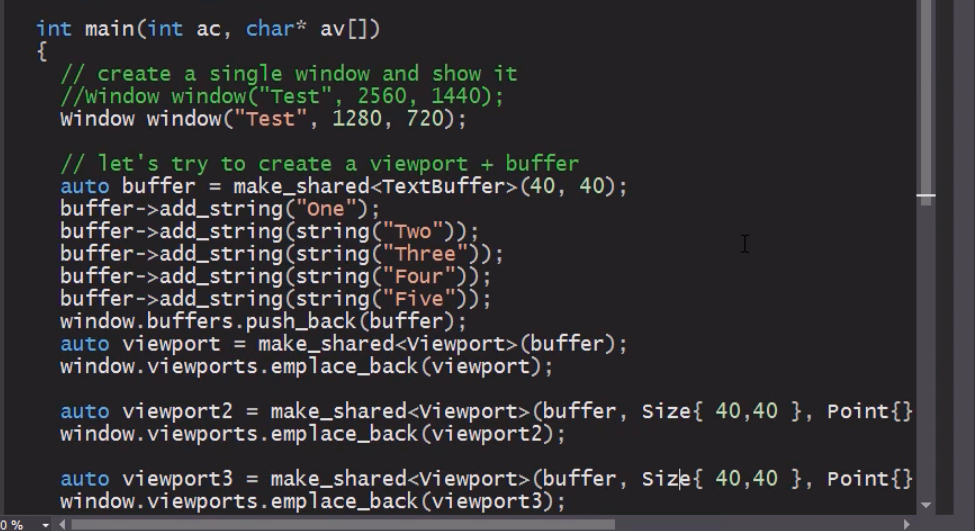 int main(int ac, char* av[])
{
// create a single window and show it
//Window window("Test", 2560, 1440);
Window window("Test", 1280, 720);
// let's try to create a viewport + buffer
auto buffer = make_shared<TextBuffer>(40, 40);
buffer->add_string("One");
buffer->add_string(string("Two"));
buffer->add_string(string("Three"));
buffer->add_string(string("Four"));
buffer->add_string(string("Five"));
window.buffers.push_back(buffer);
auto viewport = make_shared<Viewport>(buffer);
window.viewports.emplace_back(viewport);
auto viewport2 = make_shared<Viewport>(buffer, Size{ 40,40 }, Point{}
window.viewports.emplace_back(viewport2);
auto viewport3 = make_shared<Viewport>(buffer, Size{ 40,40 }, Point{}
window.viewports.emplace_back(viewport3);
0 %